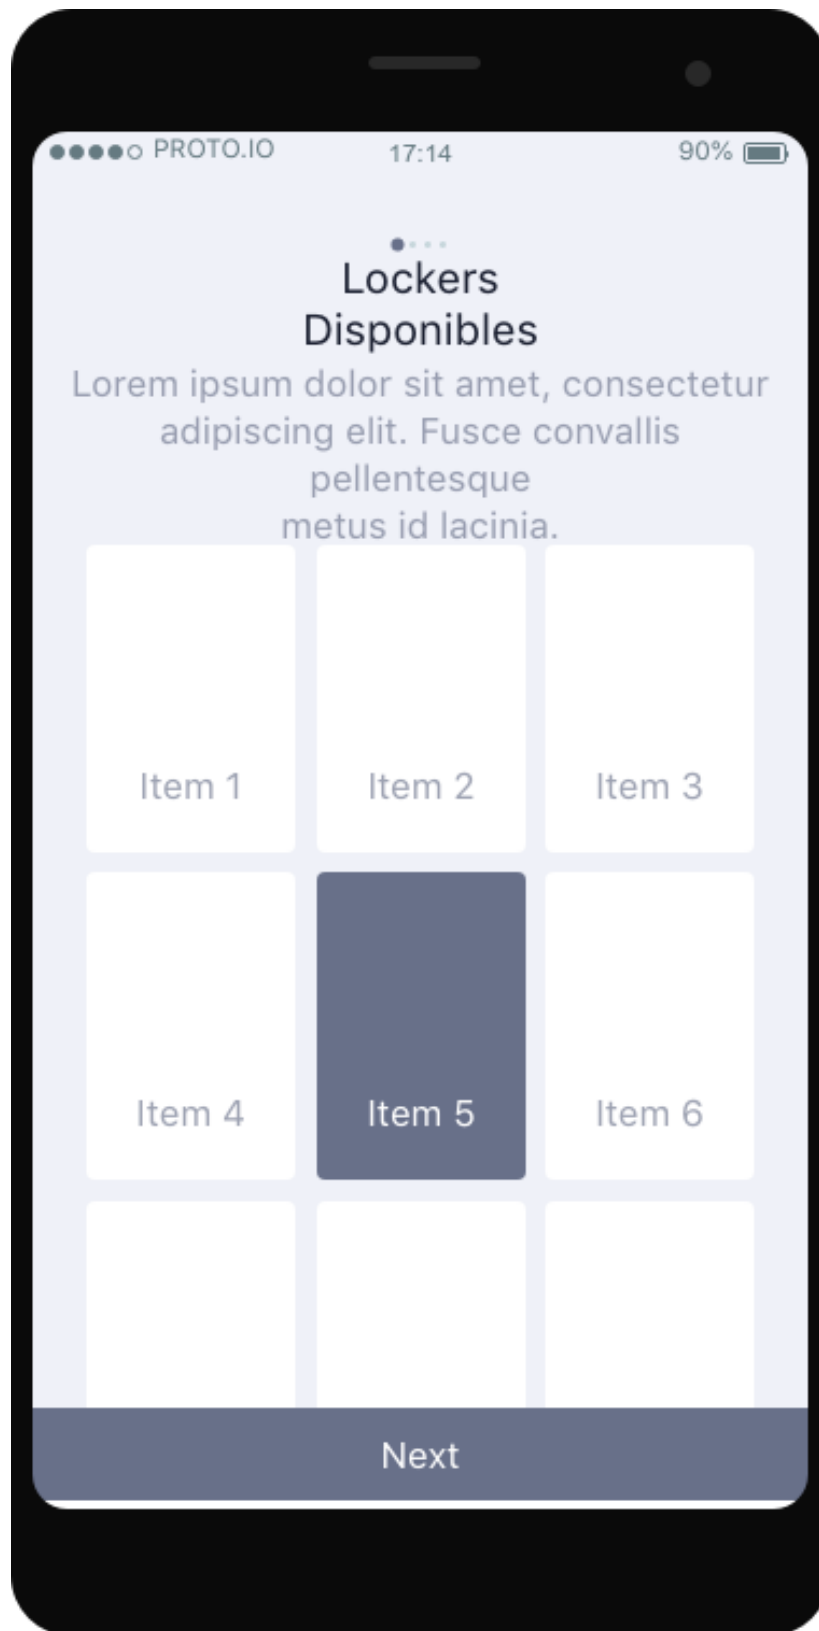 PROTO.IO 17:14 90%
Lockers
Disponibles
Lorem ipsum dolor sit amet, consectetur
adipiscing elit. Fusce convallis
pellentesque
metus id lacinia.
Item 1 Item 2 Item 3
Item 4 Item 5 Item 6
Next